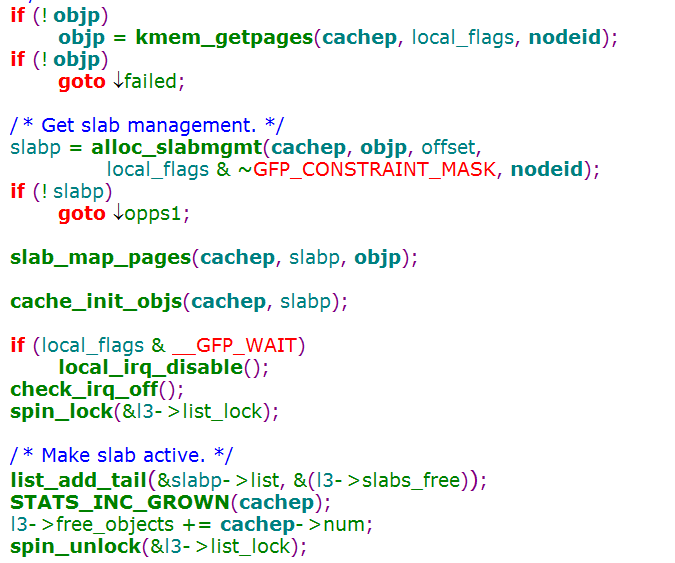 if (! objp)
objp = kmem_getpages(cachep, local_flags, nodeid);
if (! objp)
goto ↓failed;
/* Get slab management. */
slabp = alloc_slabmgmt(cachep, objp, offset,
local_flags & ~GFP_CONSTRAINT_MASK, nodeid);
if (! slabp)
goto ↓opps1;
slab_map_pages(cachep, slabp, objp);
cache_init_objs(cachep, slabp);
if (local_flags & __GFP_WAIT)
local_irq_disable();
check_irq_off();
spin_lock(&l3->list_lock);
/* Make slab active. */
list_add_tail(&slabp->list, &(l3->slabs_free));
STATS_INC_GROWN(cachep);
l3->free_objects += cachep->num;
spin_unlock(&l3->list_lock);